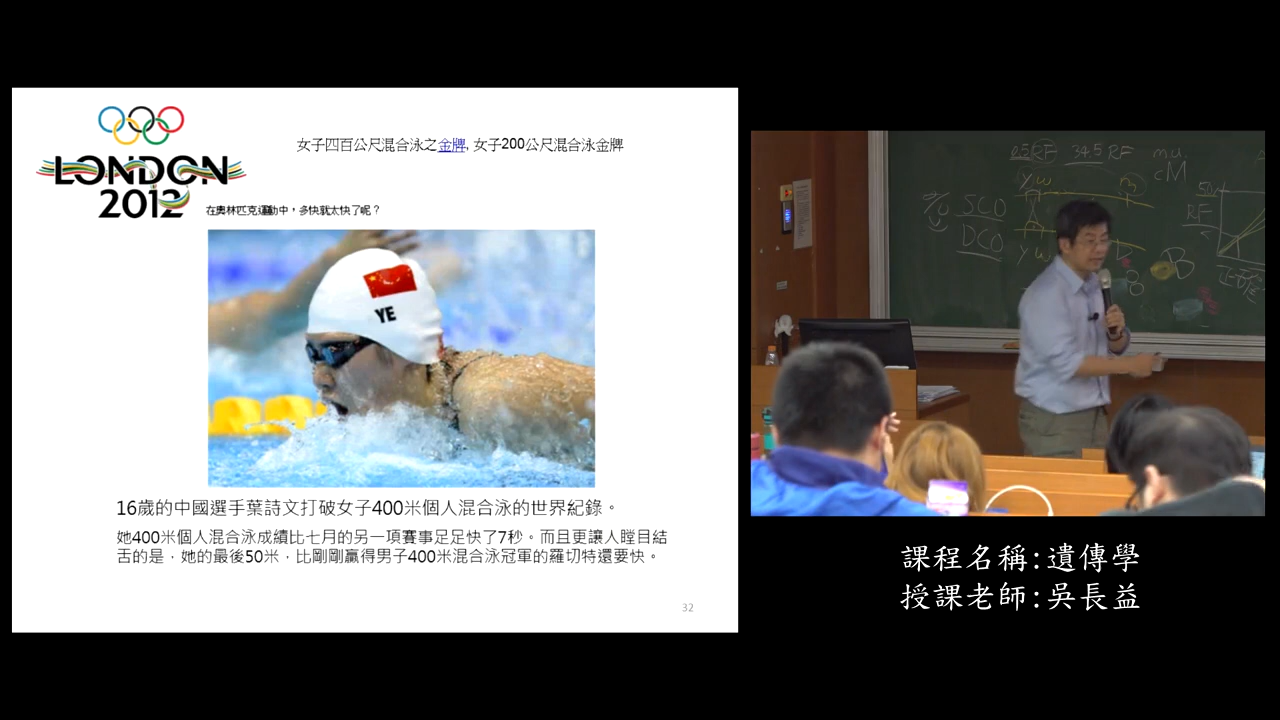 LONDON
2012
女子四百公尺混合泳之金牌, 女子200公尺混合泳金牌
在奧林匹克運動中，多快就太快了呢？
YE
16歲的中國選手葉詩文打破女子400米個人混合泳的世界紀錄。
她400米個人混合泳成績比七月的另一項賽事足足快了7秒。而且更讓人瞠目結
舌的是，她的最後50米，比剛剛贏得男子400米混合泳冠軍的羅切特還要快。
32
RF 34.5 RF m.u.
cM
yw
SCO
DCO
yw
RF
課程名稱:遺傳學
授課老師:吳長益